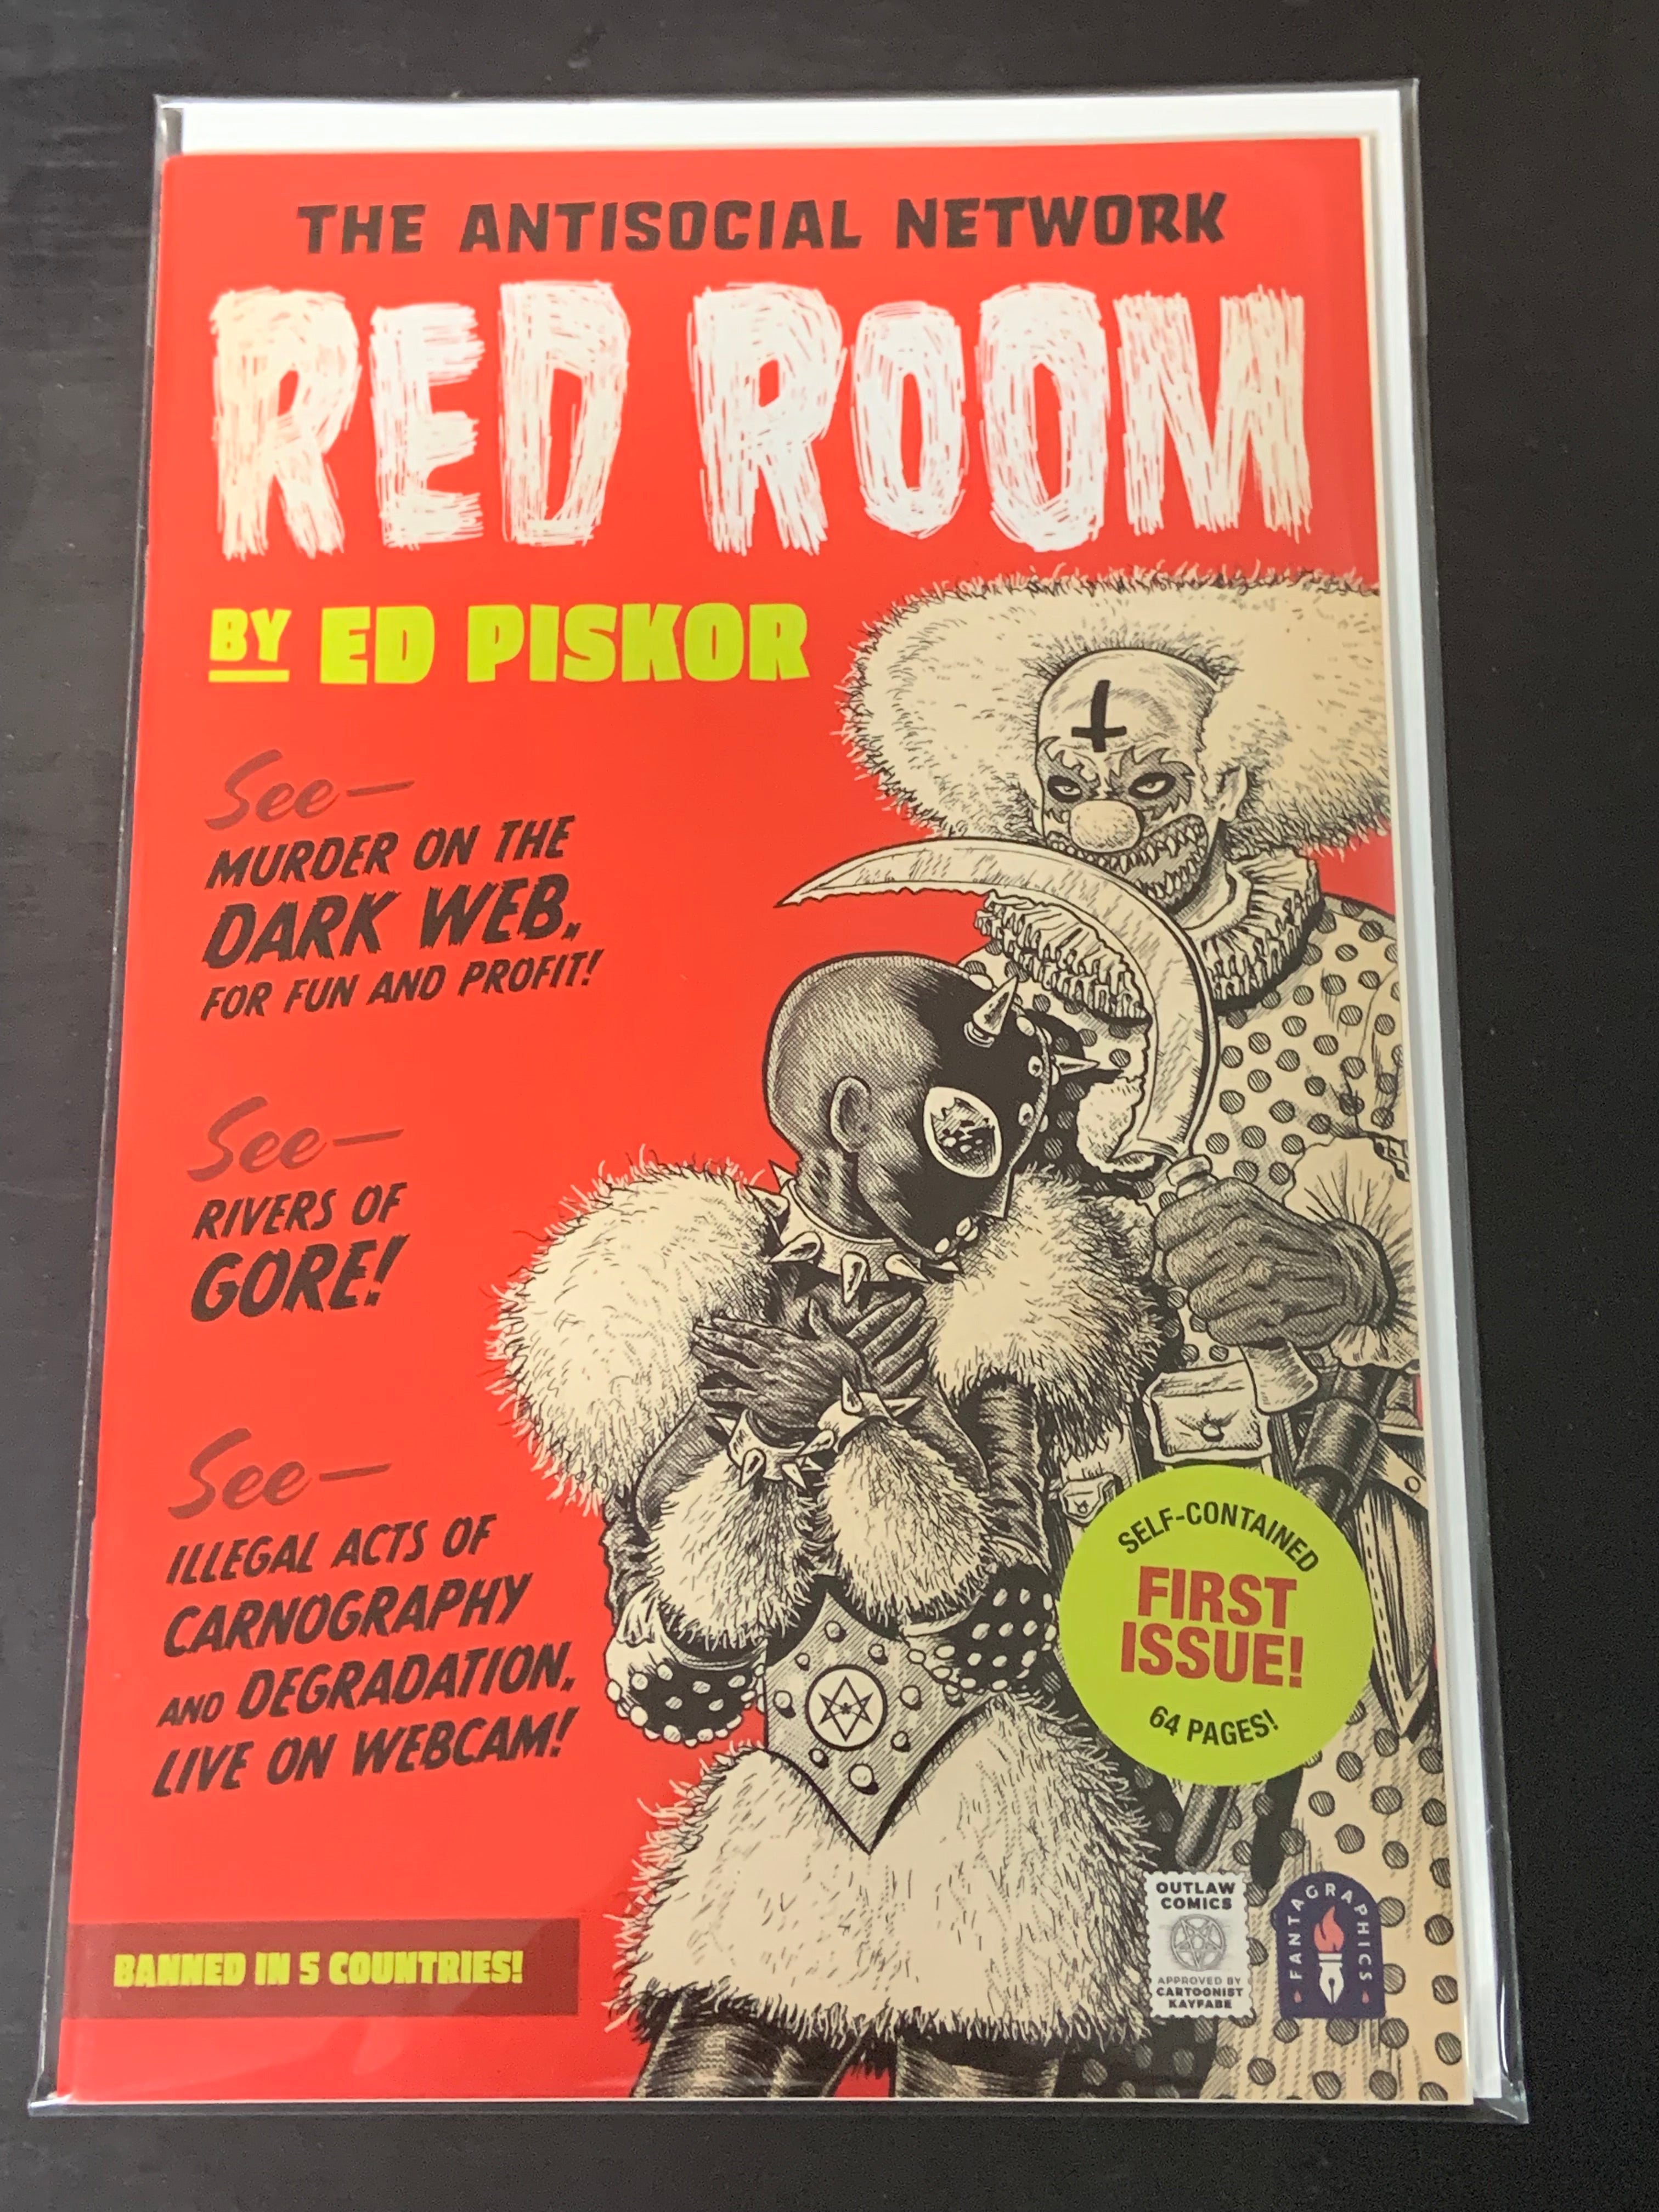 THE ANTISOCIAL NETWORK
RED ROOM
BY ED PISKOR
See—
MURDER ON THE
DARK WEB,
FOR FUN AND PROFIT!
See—
RIVERS OF
GORE!
See—
ILLEGAL ACTS OF
CARNOGRAPHY
AND DEGRADATION,
LIVE ON WEBCAM!
SELF-CONTAINED
FIRST
ISSUE!
64 PAGES!
BANNED IN 5 COUNTRIES!
OUTLAW
COMICS
APPROVED BY
CARTOONIST
KAYFABE
FANTAGRAPHICS